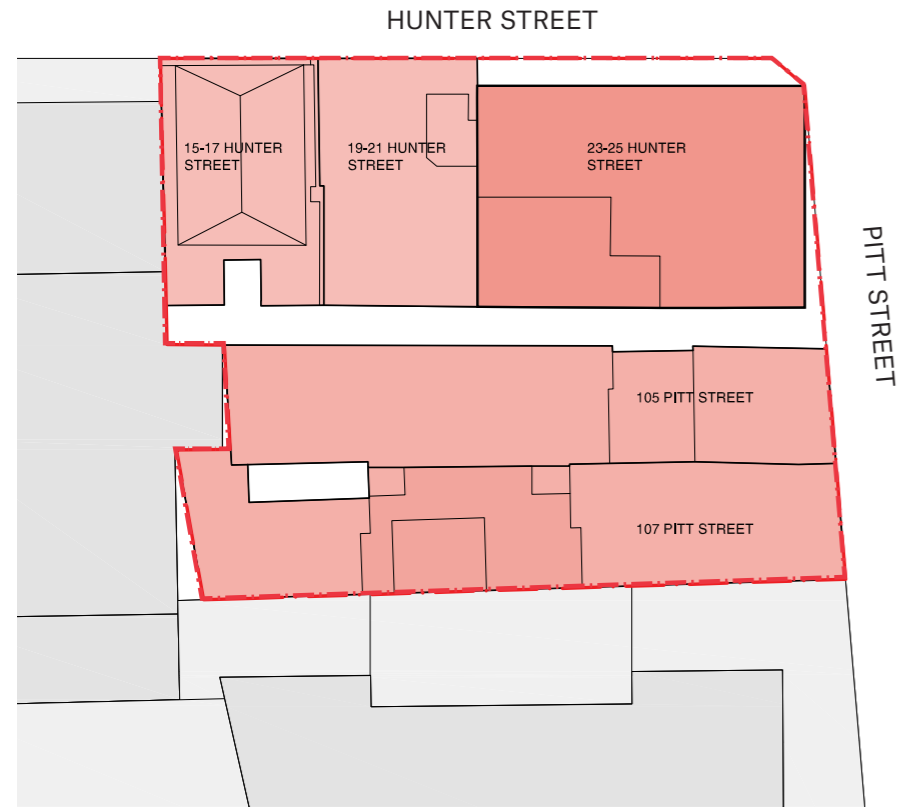 HUNTER STREET
15-17 HUNTER
STREET
19-21 HUNTER
STREET
23-25 HUNTER
STREET
PITT STREET
105 PITT STREET
107 PITT STREET